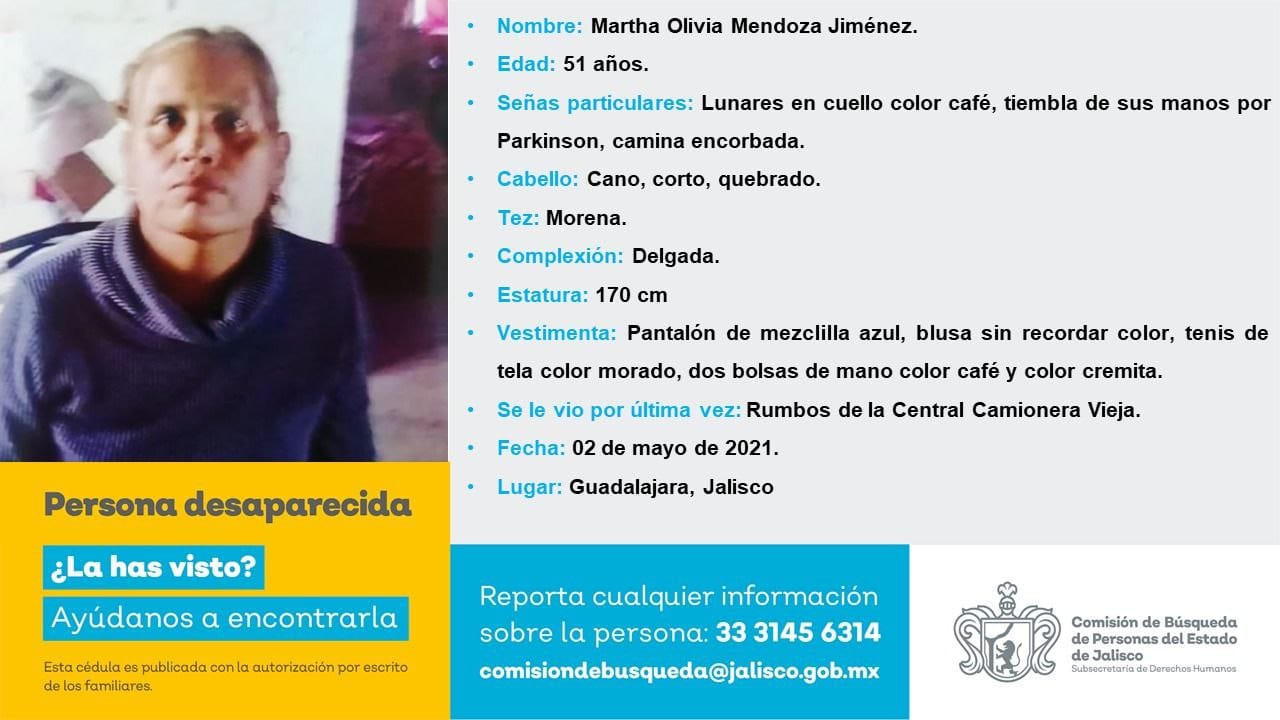 Nombre: Martha Olivia Mendoza Jiménez.
Edad: 51 años.
Señas particulares: Lunares en cuello color café, tiembla de sus manos por
Parkinson, camina encorbada.
Cabello: Cano, corto, quebrado.
Tez: Morena.
Complexión: Delgada.
Estatura: 170 cm
Vestimenta: Pantalón de mezclilla azul, blusa sin recordar color, tenis de
tela color morado, dos bolsas de mano color café y color cremita.
Se le vio por última vez: Rumbos de la Central Camionera Vieja.
Fecha: 02 de mayo de 2021.
Lugar: Guadalajara, Jalisco
Persona desaparecida
¿La has visto?
Ayúdanos a encontrarla
Esta cédula es publicada con la autorización por escrito
de los familiares.
Reporta cualquier información
sobre la persona: 33 3145 6314
comisiondebusqueda@jalisco.gob.mx
Comisión de Búsqueda
de Personas del Estado
de Jalisco
Subsecretaría de Derechos Humanos